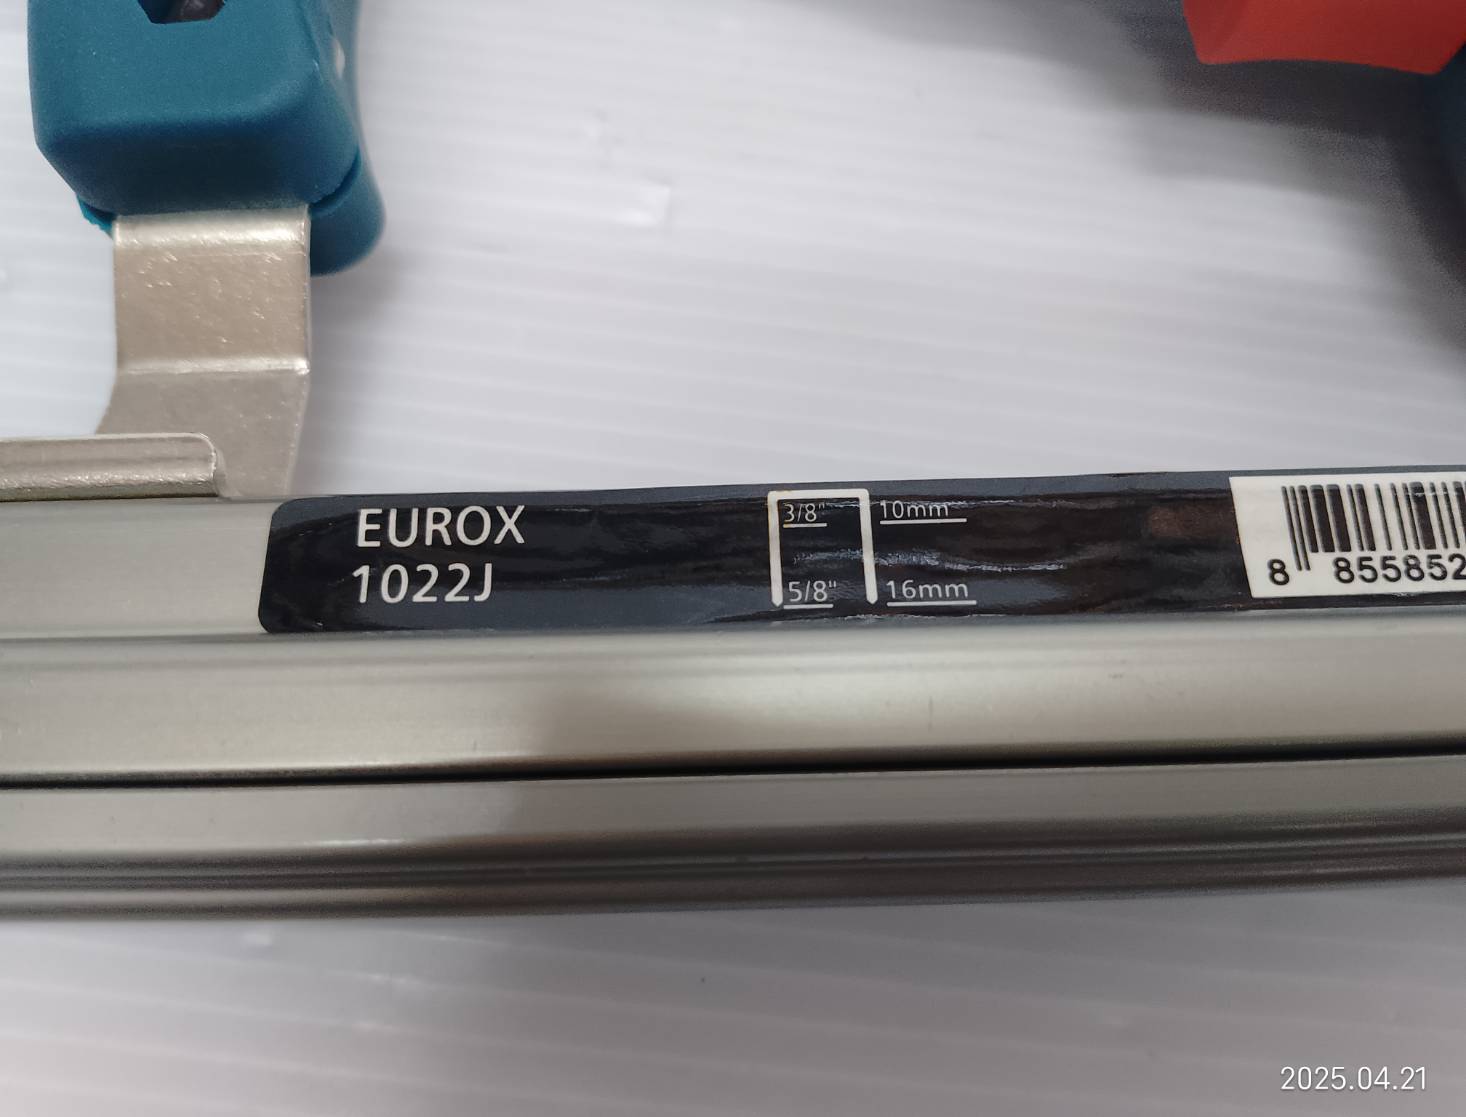 EUROX
1022J
3/8" 10mm
5/8" 16mm
8 855852
2025.04.21